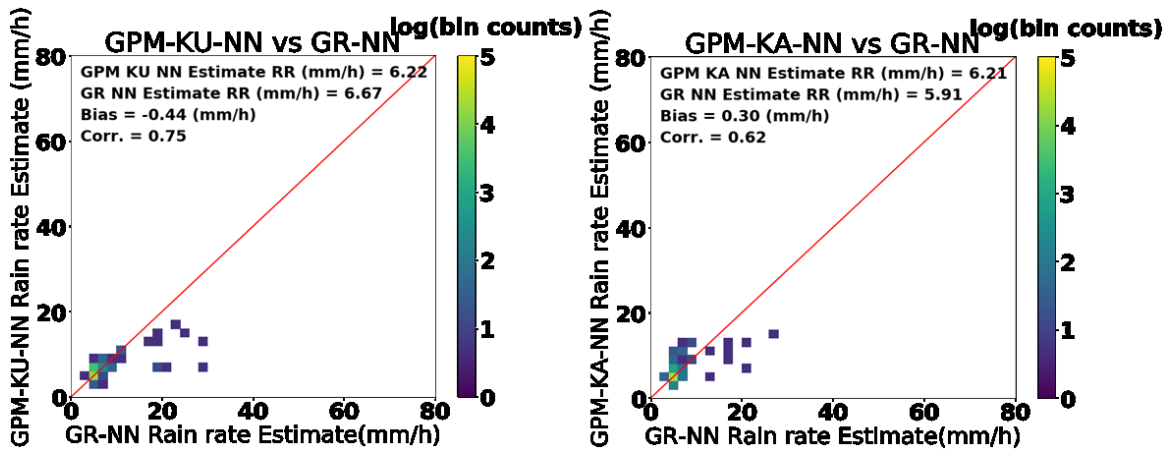 GPM-KU-NN vs GR-NN
log(bin counts)
GPM-KU-NN Rain rate Estimate (mm/h)
80
60
40
20
0
GPM KU NN Estimate RR (mm/h) = 6.22
GR NN Estimate RR (mm/h) = 6.67
Bias = -0.44 (mm/h)
Corr. = 0.75
0
20
40
60
80
GR-NN Rain rate Estimate(mm/h)
5
4
3
2
1
0
GPM-KA-NN vs GR-NN
log(bin counts)
GPM-KA-NN Rain rate Estimate (mm/h)
80
60
40
20
0
GPM KA NN Estimate RR (mm/h) = 6.21
GR NN Estimate RR (mm/h) = 5.91
Bias = 0.30 (mm/h)
Corr. = 0.62
0
20
40
60
80
GR-NN Rain rate Estimate(mm/h)
5
4
3
2
1
0